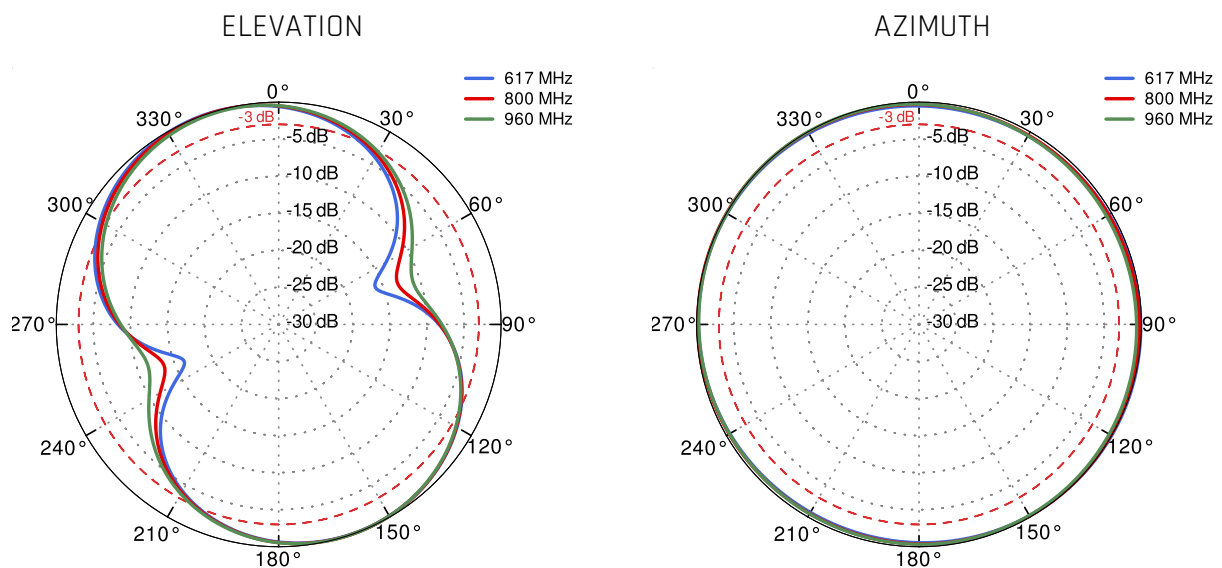 ELEVATION
617 MHz
800 MHz
960 MHz
0°
30°
60°
90°
120°
150°
180°
210°
240°
270°
300°
330°
-3 dB
-5 dB
-10 dB
-15 dB
-20 dB
-25 dB
-30 dB
AZIMUTH
617 MHz
800 MHz
960 MHz
0°
30°
60°
90°
120°
150°
180°
210°
240°
270°
300°
330°
-3 dB
-5 dB
-10 dB
-15 dB
-20 dB
-25 dB
-30 dB